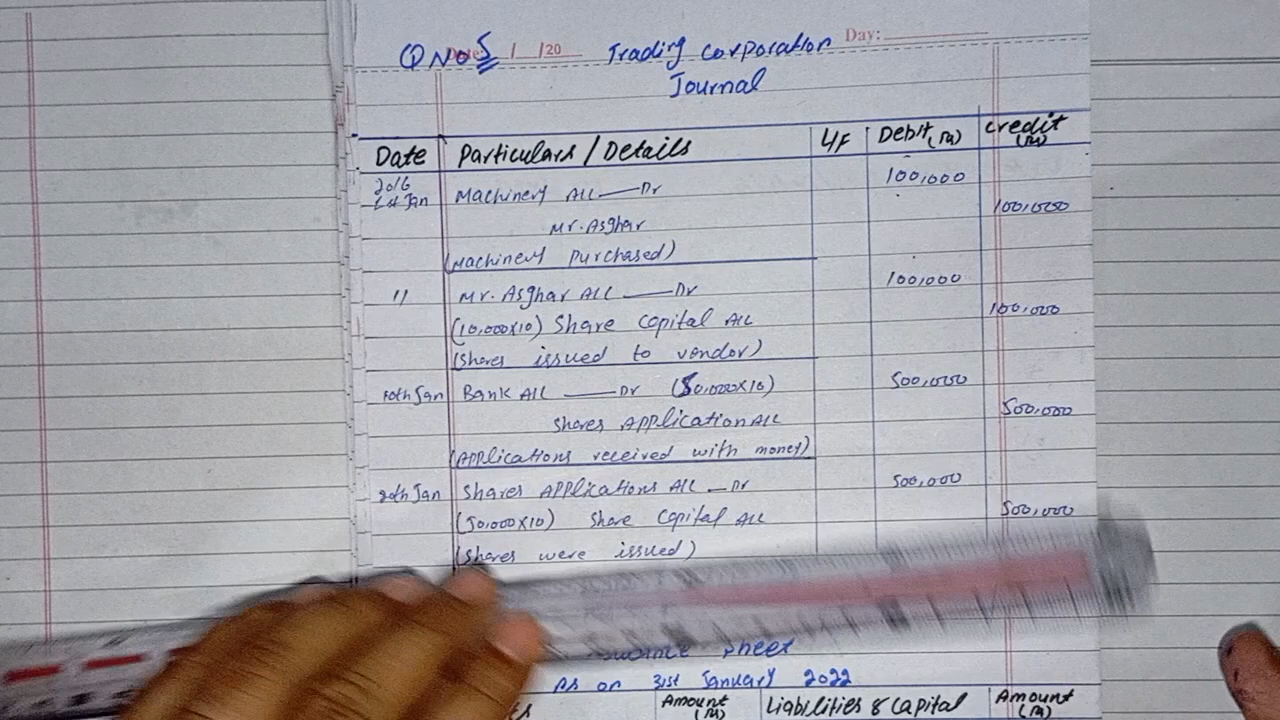 Q No 5 Date: / /20 Trading Corporation Day:
Journal
Date Particulars / Details L/F Debit (Rs) Credit (Rs)
2016
1st Jan Machinery A/C — Dr 100,000
Mr. Asghar 100,000
(Machinery purchased)
" Mr. Asghar A/C — Dr 100,000
(10,000x10) Share Capital A/C 100,000
(Shares issued to vendor)
10th Jan Bank A/C — Dr (50,000x10) 500,000
Shares Application A/C 500,000
(Applications received with money)
20th Jan Shares Applications A/C — Dr 500,000
(50,000x10) Share Capital A/C 500,000
(Shares were issued)
Sheet
As on 31st January 2022
Amount (Rs) Liabilities & Capital Amount (Rs)